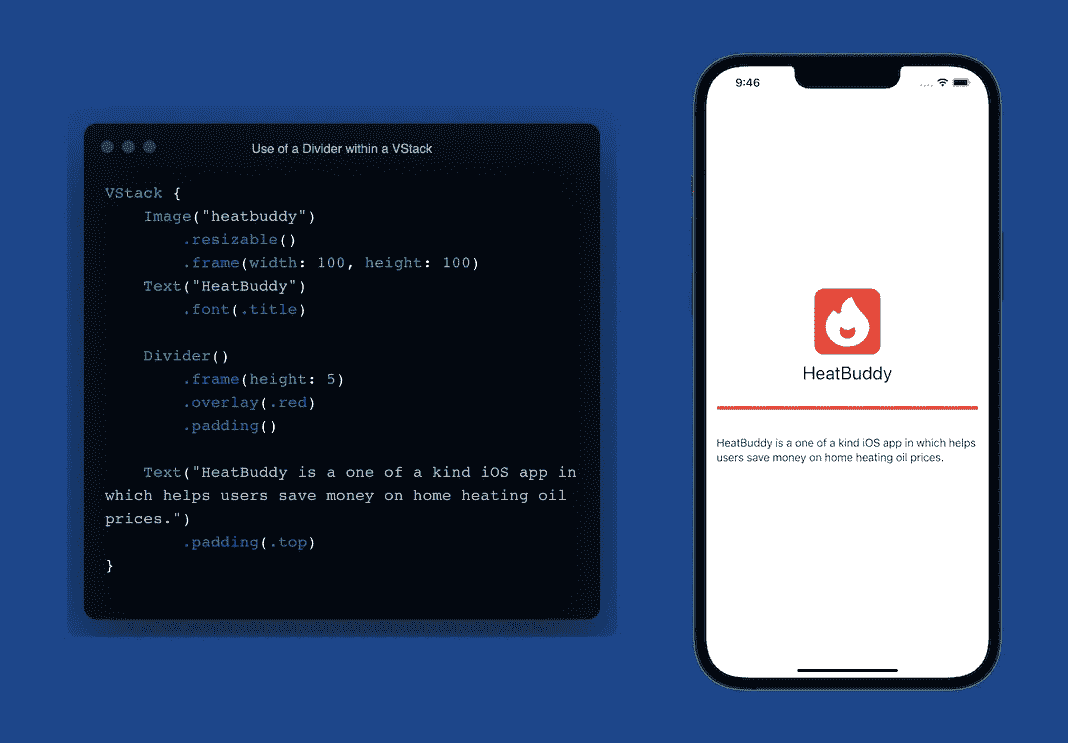 Use of a Divider within a VStack
VStack {
    Image("heatbuddy")
        .resizable()
        .frame(width: 100, height: 100)
    Text("HeatBuddy")
        .font(.title)
    Divider()
        .frame(height: 5)
        .overlay(.red)
        .padding()
    Text("HeatBuddy is a one of a kind iOS app in
which helps users save money on home heating oil
prices.")
        .padding(.top)
}
9:46
HeatBuddy
HeatBuddy is a one of a kind iOS app in which helps
users save money on home heating oil prices.